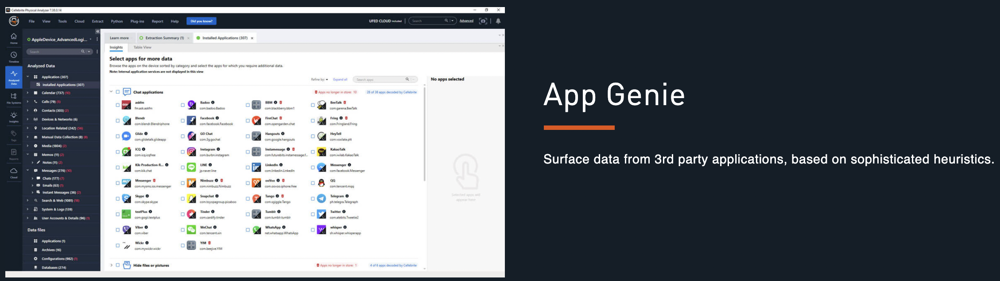 Cellebrite Physical Analyzer 7.38.0.14
File View Tools Cloud Extract Python Plug-ins Report Help Did you know?
UFED CLOUD included Search Advanced
Home
Timeline
Analyzed Data
File Systems
Insights
Tags
Reports
Cloud
AppleDevice_AdvancedLogi...
Search
Analyzed Data
Application (307)
Installed Applications (307)
Calendar (737) (10)
Calls (79) (5)
Contacts (303) (2)
Devices & Networks (6)
Location Related (242) (56)
Manual Data Collection (8) (8)
Media (1804) (2)
Memos (11) (2)
Notes (11) (2)
Messages (276) (10)
Chats (177) (7)
Emails (63) (1)
Instant Messages (36) (2)
Search & Web (1081) (18)
System & Logs (139)
User Accounts & Details (96) (1)
Data files
Applications (1)
Archives (16)
Configurations (982) (1)
Databases (274)
Learn more Extraction Summary (1) Installed Applications (307)
Insights Table View
Select apps for more data
Browse the apps on the device sorted by category and select the apps for which you require additional data.
Note: Internal application services are not displayed in this view
Refine by: Expand all Search apps
Chat applications Apps no longer in store: 10 28 of 38 apps decoded by Cellebrite
askfm Badoo BBM BeeTalk
fm.ask.askfm com.badoo.Badoo com.blackberry.bbm1 com.garena.BeeTalk
Blendr Facebook FireChat Fring
com.blendr.Blendriphone com.facebook.Facebook com.opengarden.chat com.Fringland.Fring
Glide GO Chat Hangouts HeyTell
com.glidetalk.glideapp com.3g.gochat com.google.hangouts com.voxilate.ptt
ICQ Instagram Instamessage KakaoTalk
com.icq.icqfree com.burbn.instagram com.futurebits.instamessage.f... com.iwilab.KakaoTalk
Kik-Production-R... LINE LinkedIn Messenger
com.kik.chat jp.naver.line com.linkedin.LinkedIn com.facebook.Messenger
Messenger Nimbuzz ooVoo QQ
com.mysms.ios.messenger com.nimbuzz.Nimbuzz com.oovoo.iphone.free com.tencent.mqq
Skype Snapchat Tango Telegram
com.skype.skype com.toyopagroup.picaboo com.sgiggle.Tango ph.telegra.Telegraph
textPlus Tinder Tumblr Twitter
com.gogii.textplus com.cardify.tinder com.tumblr.tumblr com.atebits.Tweetie2
Viber WeChat WhatsApp whisper
com.viber com.tencent.xin net.whatsapp.WhatsApp sh.whisper.whisperapp
Wickr YIM
com.mywickr.wickr com.beejive.YIM
Hide files or pictures Apps no longer in store: 1 4 of 6 apps decoded by Cellebrite
No apps selected
Selected apps will
appear here
App Genie
Surface data from 3rd party applications, based on sophisticated heuristics.